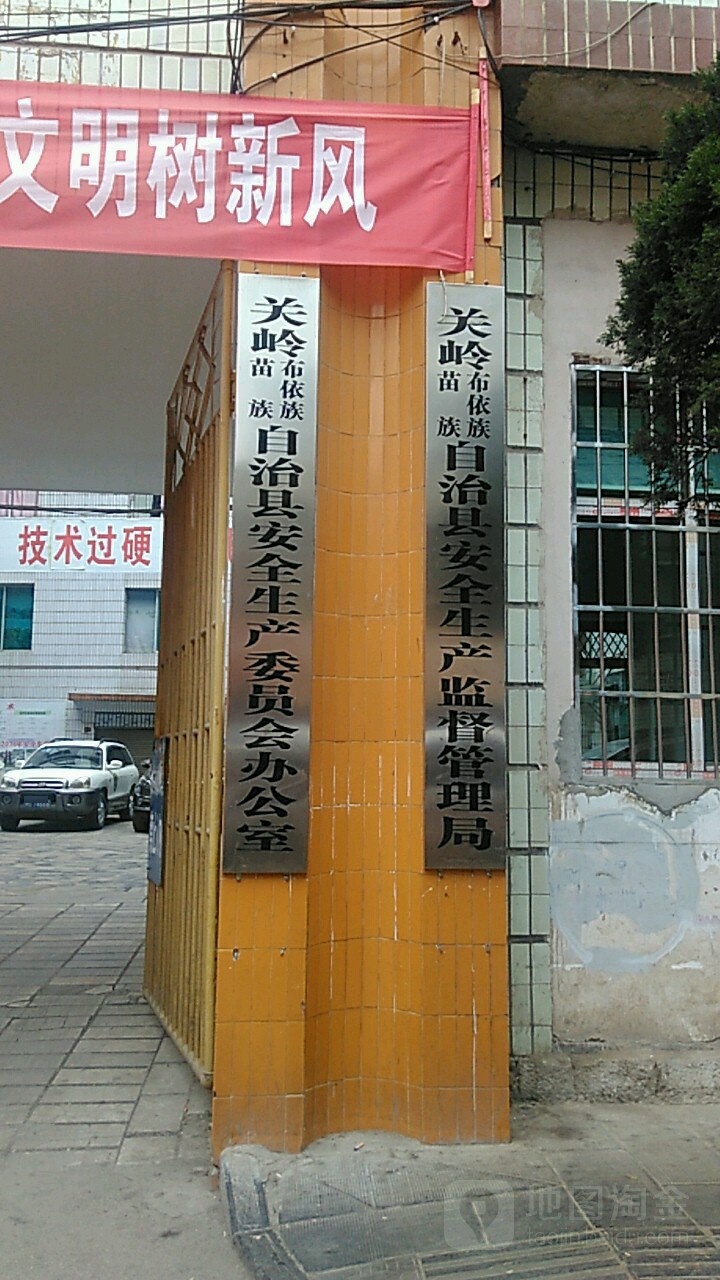 文明树新风
关岭布依族苗族自治县安全生产委员会办公室
关岭布依族苗族自治县安全生产监督管理局
技术过硬
地图淘金